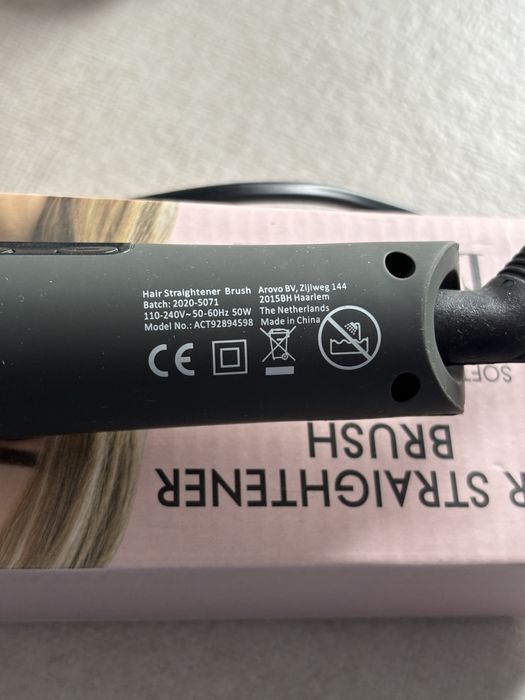 Hair Straightener Brush
Batch: 2020-5071
110-240V~50-60Hz 50W
Model No.: ACT92894598
Arovo BV, Zijlweg 144
2015BH Haarlem
The Netherlands
Made in China
CE
SOFT
R STRAIGHTENER
BRUSH